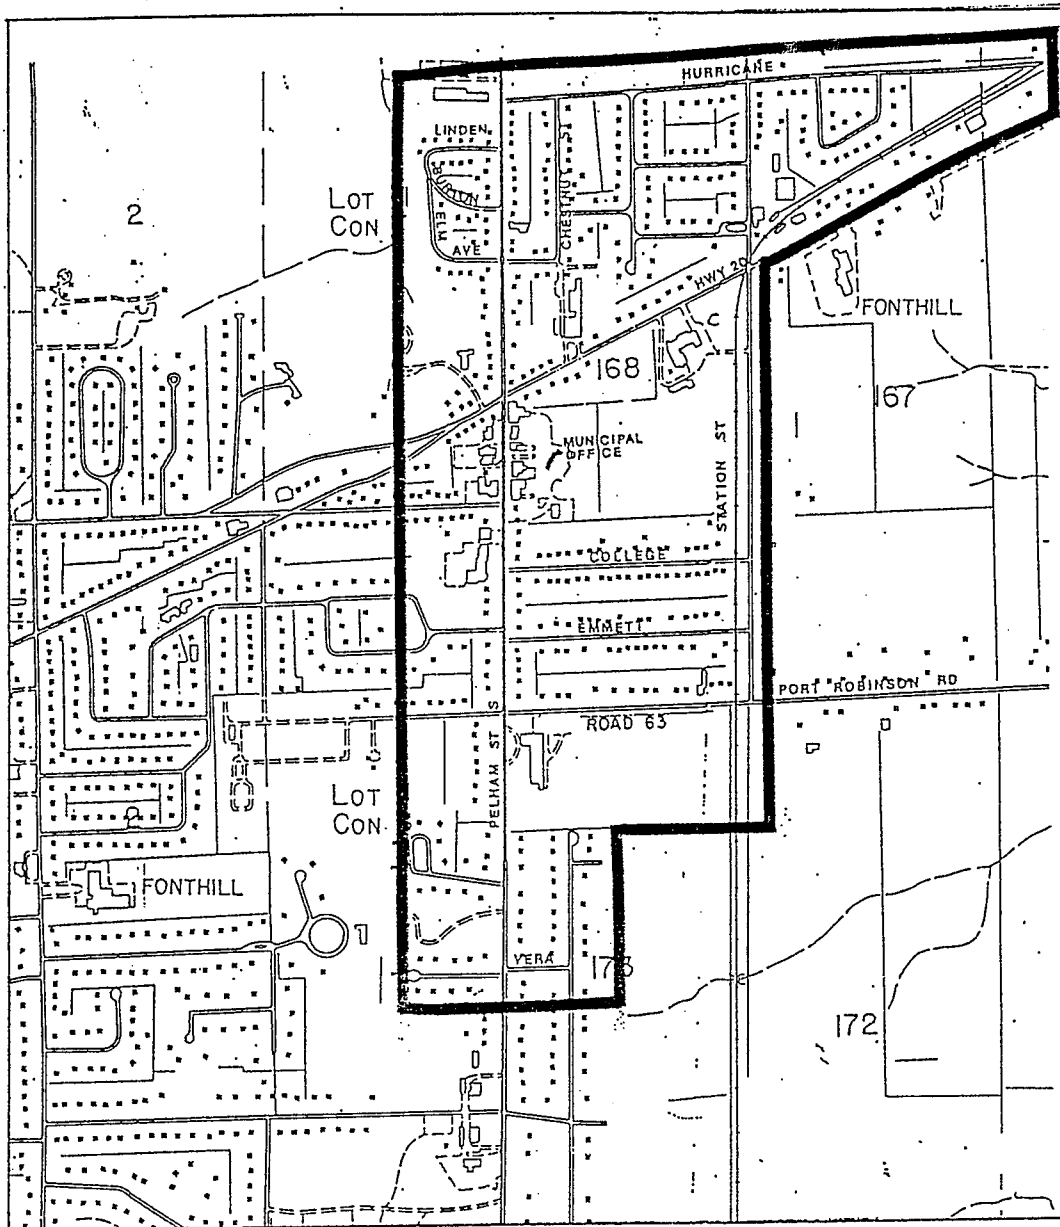 HURRICANE
LINDEN
BURTON
ELM
AVE
CHESTNUT ST
LOT
CON
2
HWY 20
FONTHILL
168
167
MUNICIPAL
OFFICE
STATION ST
COLLEGE
EMMETT
PORT ROBINSON RD
ROAD 63
PELHAM ST S
LOT
CON
FONTHILL
VERA
173
172